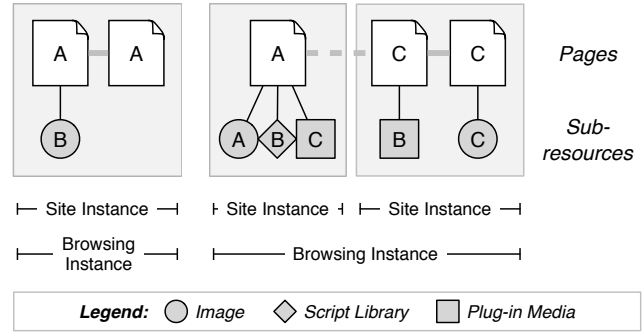 A A A C C Pages
B A B C B C Sub-
resources
Site Instance Site Instance Site Instance
Browsing
Instance
Browsing Instance
Legend: Image Script Library Plug-in Media